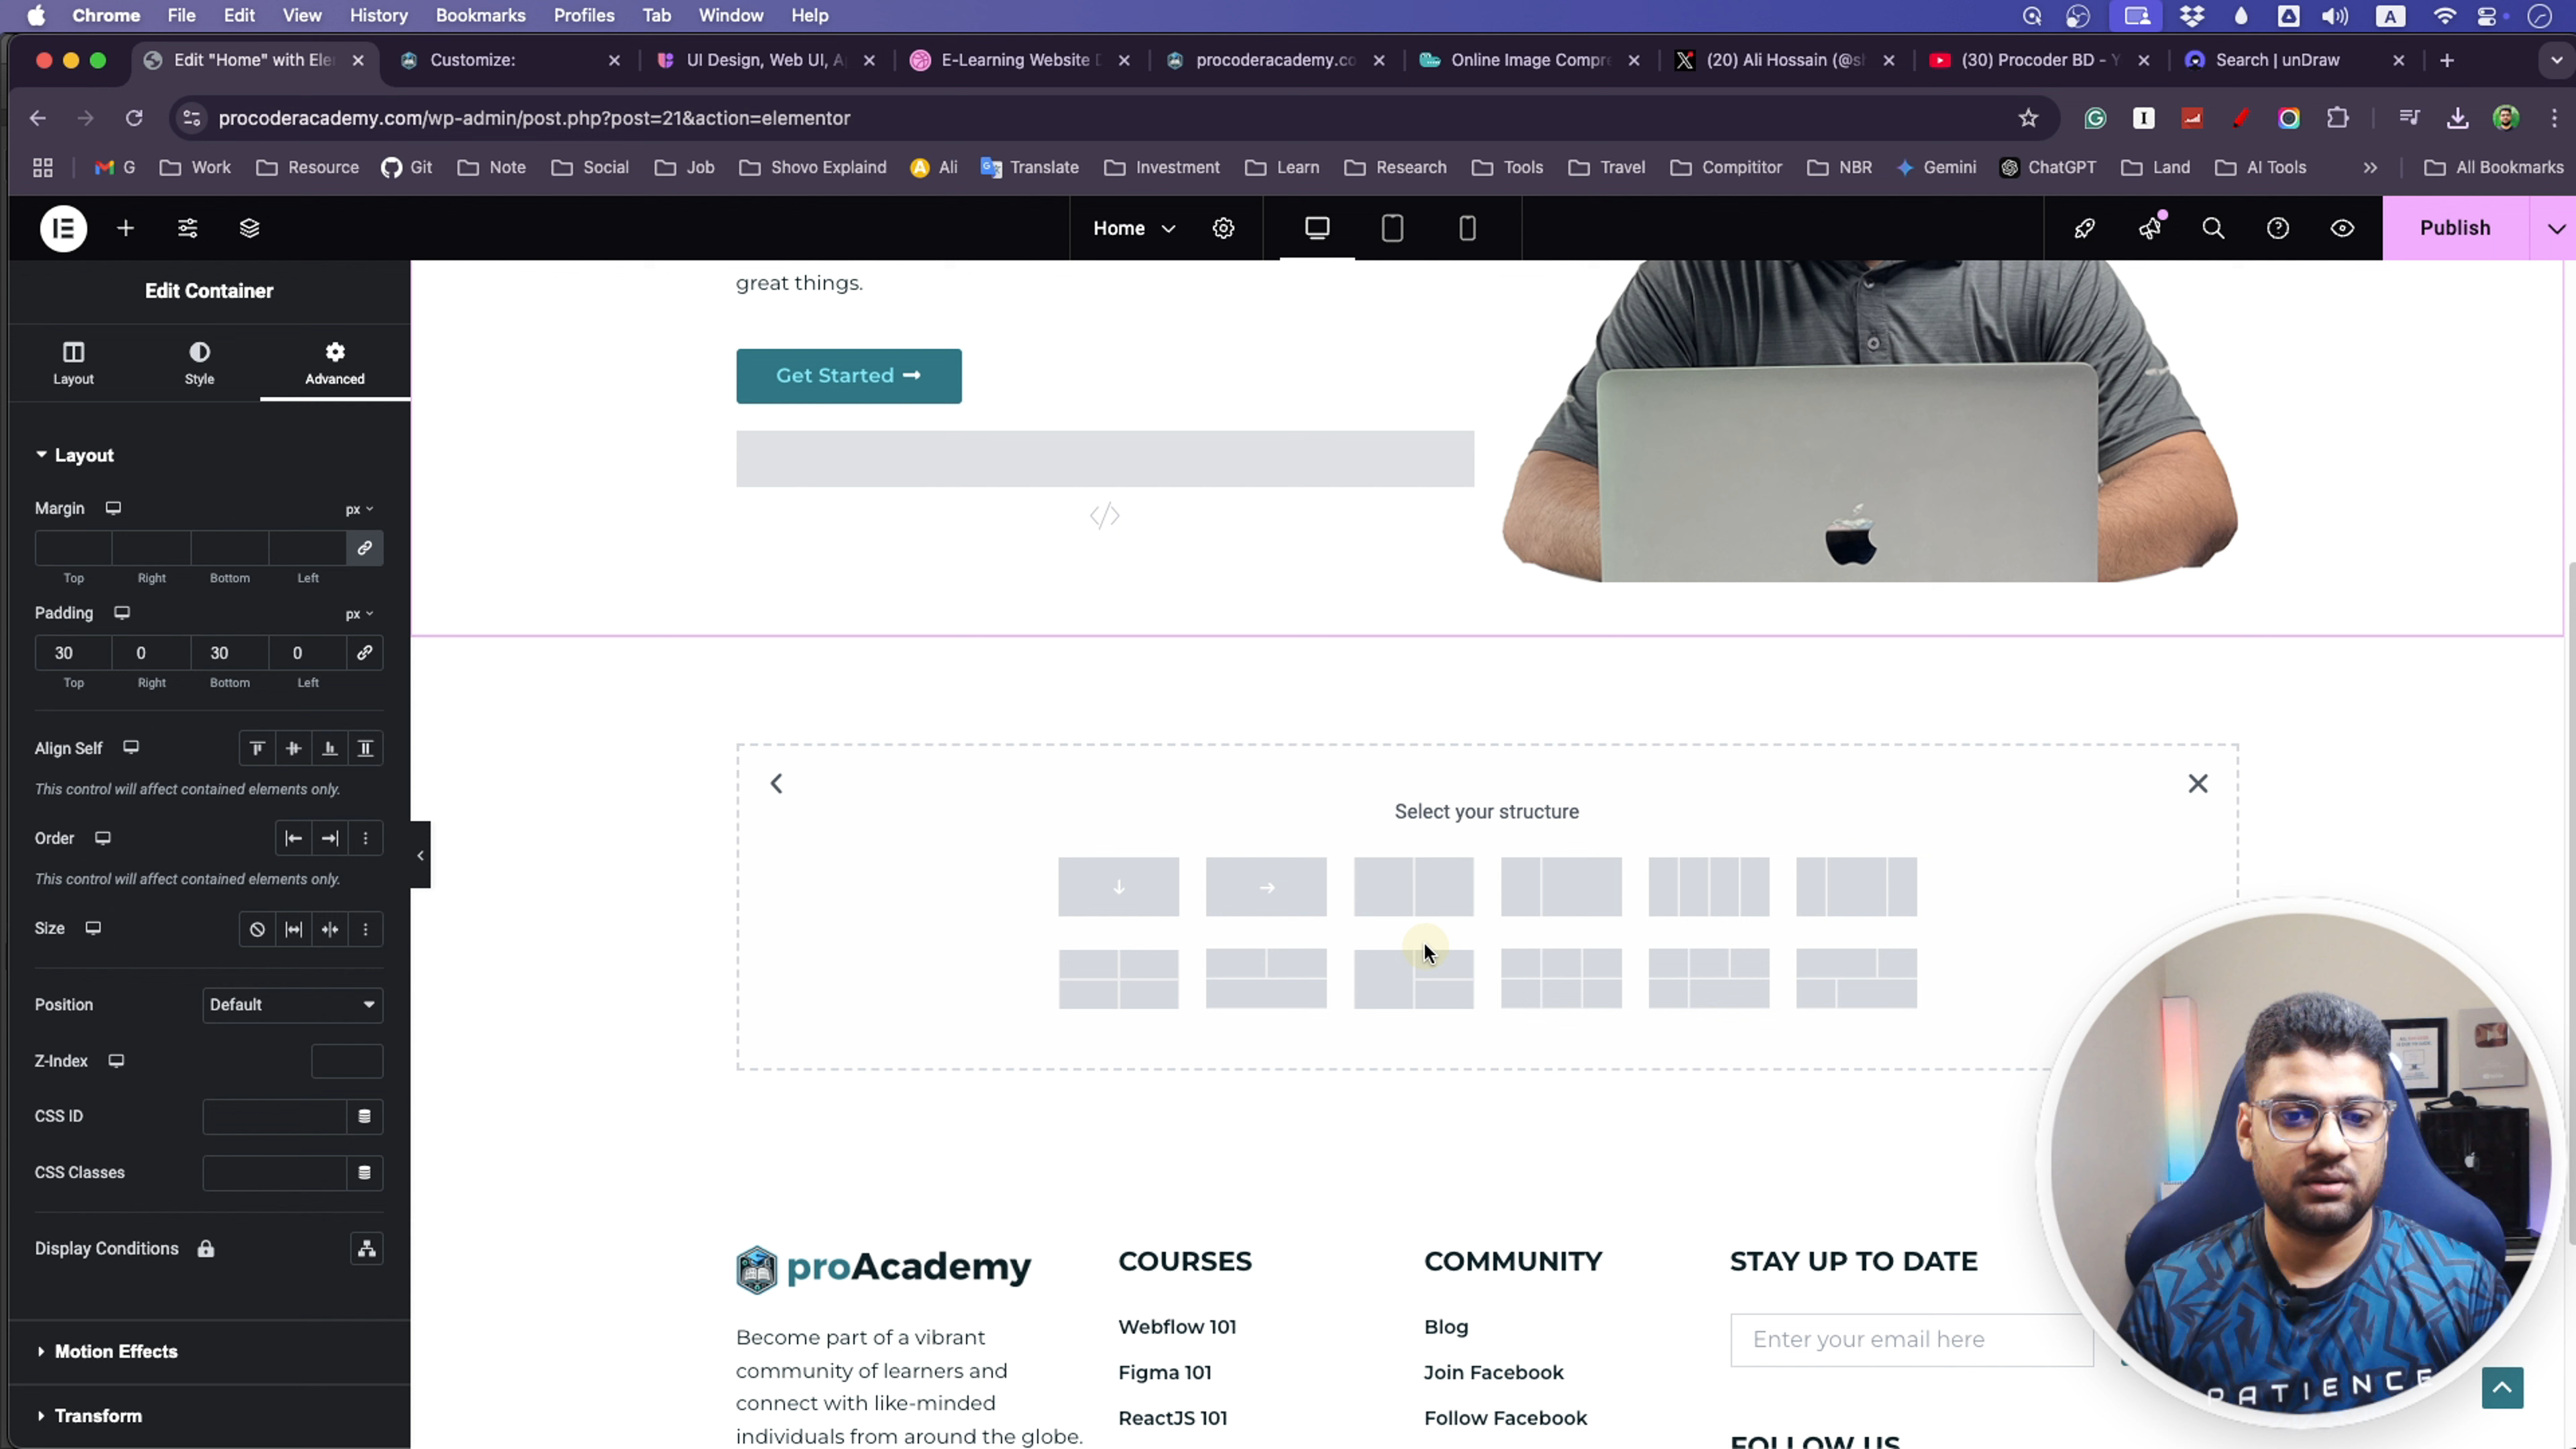 Chrome File Edit View History Bookmarks Profiles Tab Window Help
A
Edit "Home" with Ele
Customize:
UI Design, Web UI, A
E-Learning Website D
procoderacademy.co
Online Image Compre
(20) Ali Hossain (@sh
(30) Procoder BD - Y
Search | unDraw
procoderacademy.com/wp-admin/post.php?post=21&action=elementor
G Work Resource Git Note Social Job Shovo Explaind Ali Translate Investment Learn Research Tools Travel Compititor NBR Gemini ChatGPT Land AI Tools » All Bookmarks
Home
Publish
Edit Container
Layout Style Advanced
Layout
Margin px
Top Right Bottom Left
Padding px
30 0 30 0
Top Right Bottom Left
Align Self
This control will affect contained elements only.
Order
This control will affect contained elements only.
Size
Position Default
Z-Index
CSS ID
CSS Classes
Display Conditions
Motion Effects
Transform
great things.
Get Started
</>
Select your structure
proAcademy
Become part of a vibrant
community of learners and
connect with like-minded
individuals from around the globe.
COURSES
Webflow 101
Figma 101
ReactJS 101
COMMUNITY
Blog
Join Facebook
Follow Facebook
STAY UP TO DATE
Enter your email here
FOLLOW US
PATIENCE